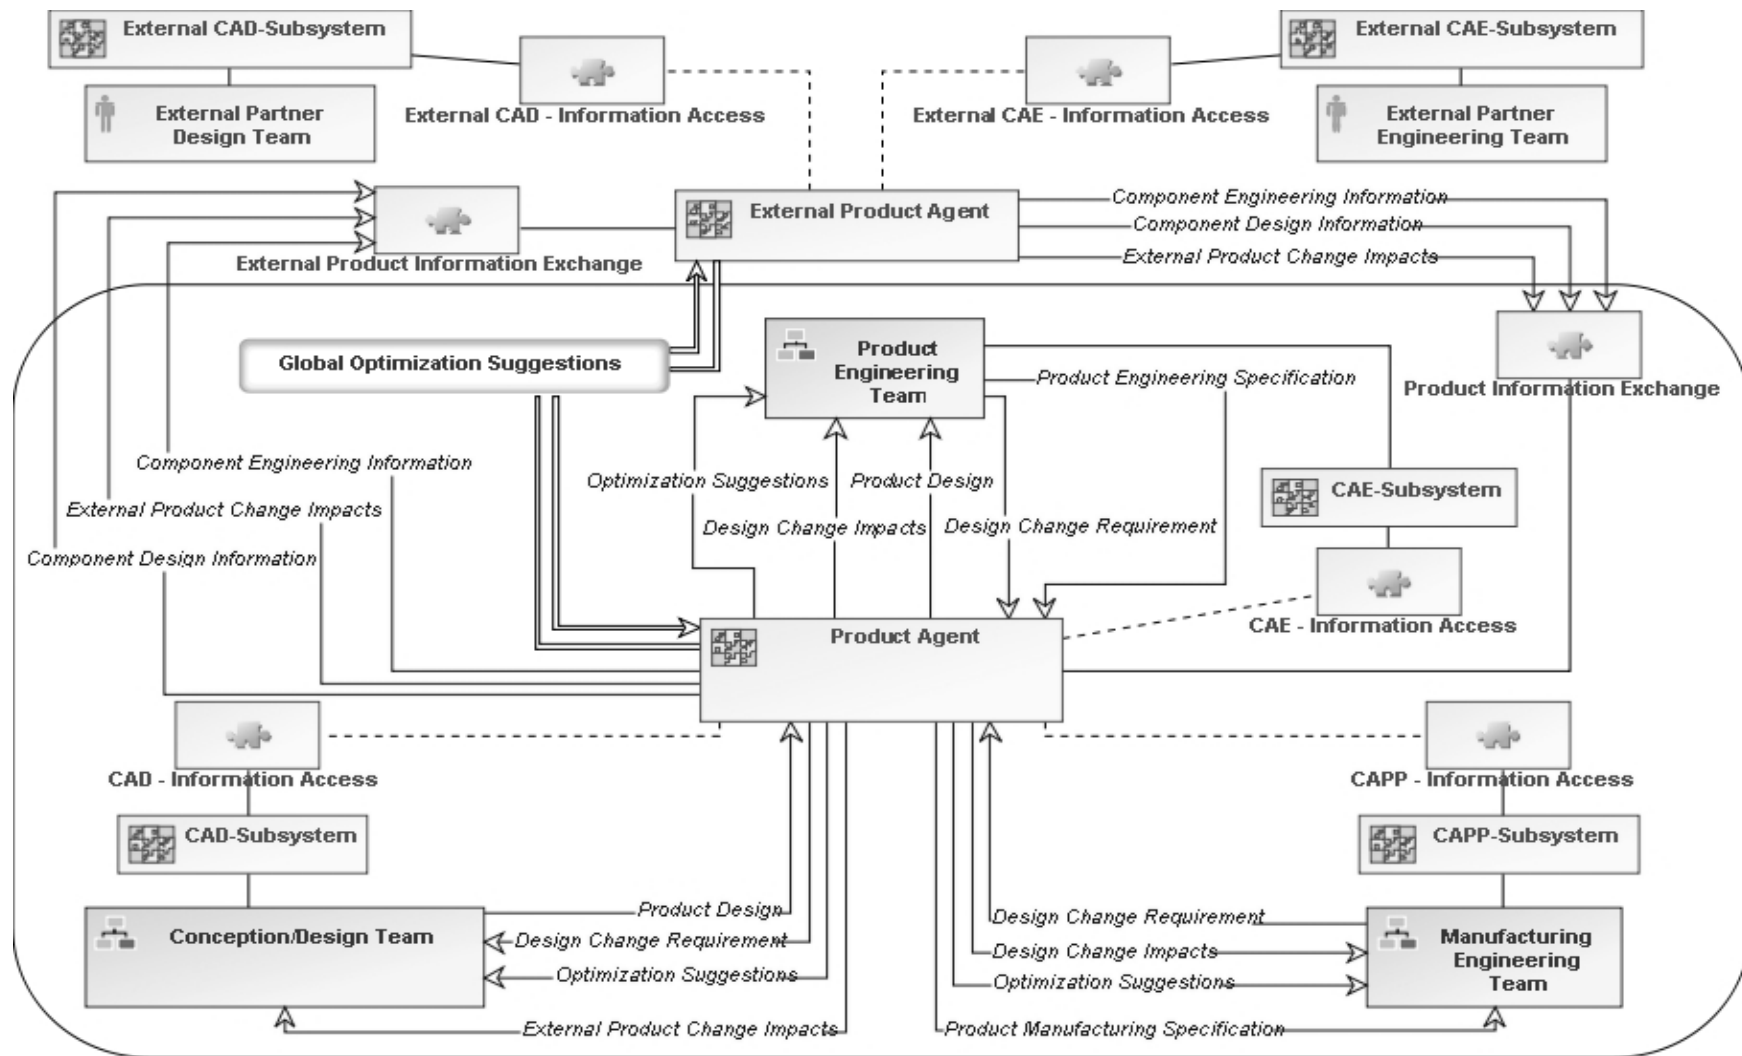 External CAD-Subsystem
External CAE-Subsystem
External Partner
Design Team
External CAD - Information Access
External CAE - Information Access
External Partner
Engineering Team
External Product Agent
Component Engineering Information
Component Design Information
External Product Change Impacts
External Product Information Exchange
Global Optimization Suggestions
Product
Engineering
Team
Product Engineering Specification
Product Information Exchange
Component Engineering Information
Optimization Suggestions
Product Design
CAE-Subsystem
External Product Change Impacts
Design Change Impacts
Design Change Requirement
Component Design Information
CAE - Information Access
Product Agent
CAD - Information Access
CAPP - Information Access
CAD-Subsystem
CAPP-Subsystem
Conception/Design Team
Product Design
Design Change Requirement
Optimization Suggestions
External Product Change Impacts
Design Change Requirement
Design Change Impacts
Optimization Suggestions
Product Manufacturing Specification
Manufacturing
Engineering
Team